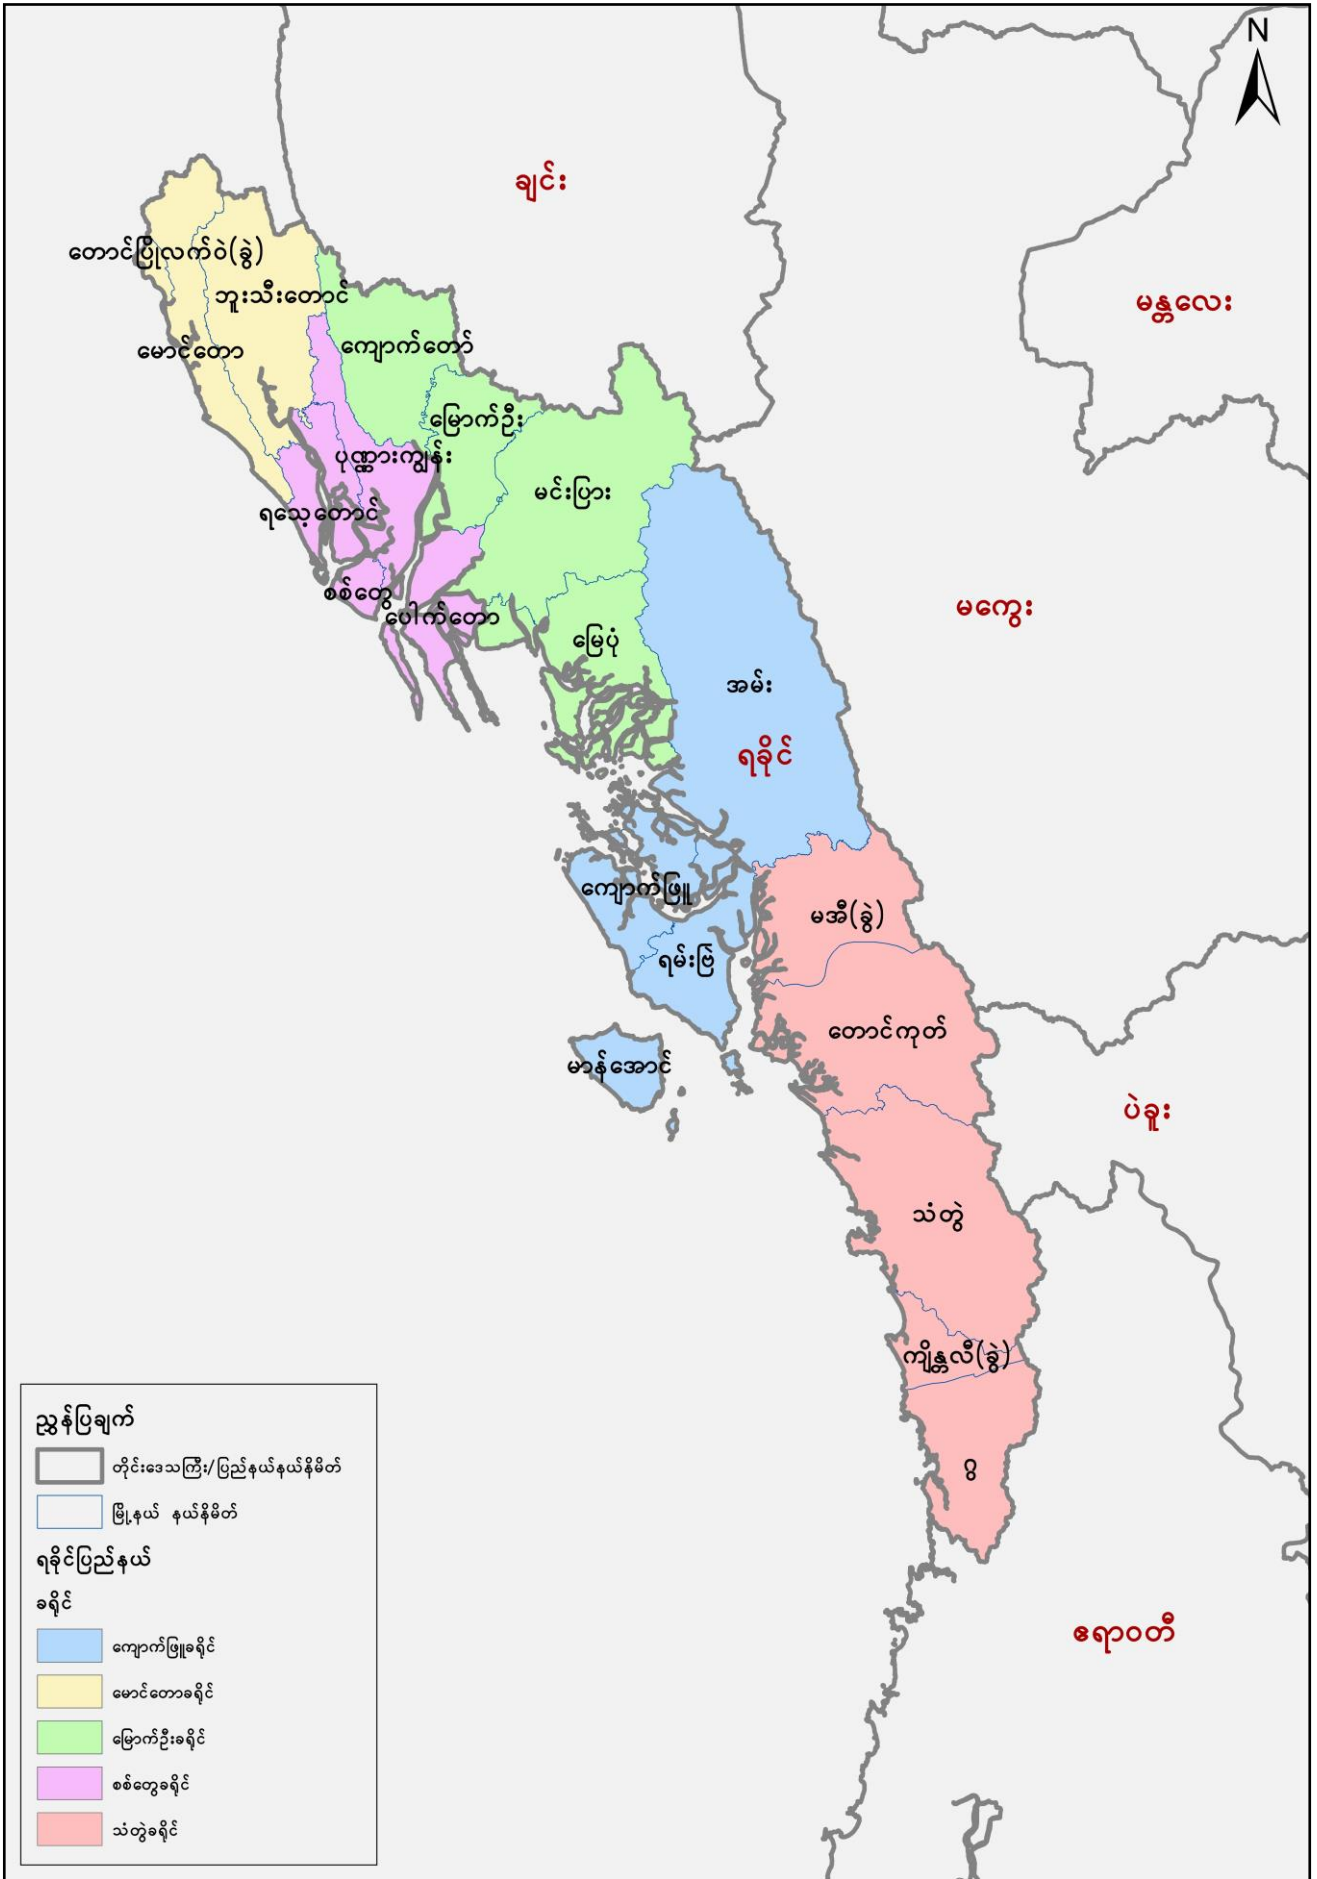 N
ချင်း
တောင်ပြိုလက်ဝဲ(ခွဲ)
ဘူးသီးတောင်
မန္တလေး
မောင်တော
ကျောက်တော်
မြောက်ဦး
ပုဏ္ဏားကျွန်း
မင်းပြား
ရသေ့တောင်
စစ်တွေ
ပေါက်တော
မကွေး
မြေပုံ
အမ်း
ရခိုင်
ကျောက်ဖြူ
မအီ(ခွဲ)
ရမ်းဗြဲ
တောင်ကုတ်
မာန်အောင်
ပဲခူး
သံတွဲ
ကျိန္တလီ(ခွဲ)
ဂွ
ဧရာဝတီ
ညွှန်ပြချက်
တိုင်းဒေသကြီး/ပြည်နယ်နယ်နိမိတ်
မြို့နယ် နယ်နိမိတ်
ရခိုင်ပြည်နယ်
ခရိုင်
ကျောက်ဖြူခရိုင်
မောင်တောခရိုင်
မြောက်ဦးခရိုင်
စစ်တွေခရိုင်
သံတွဲခရိုင်